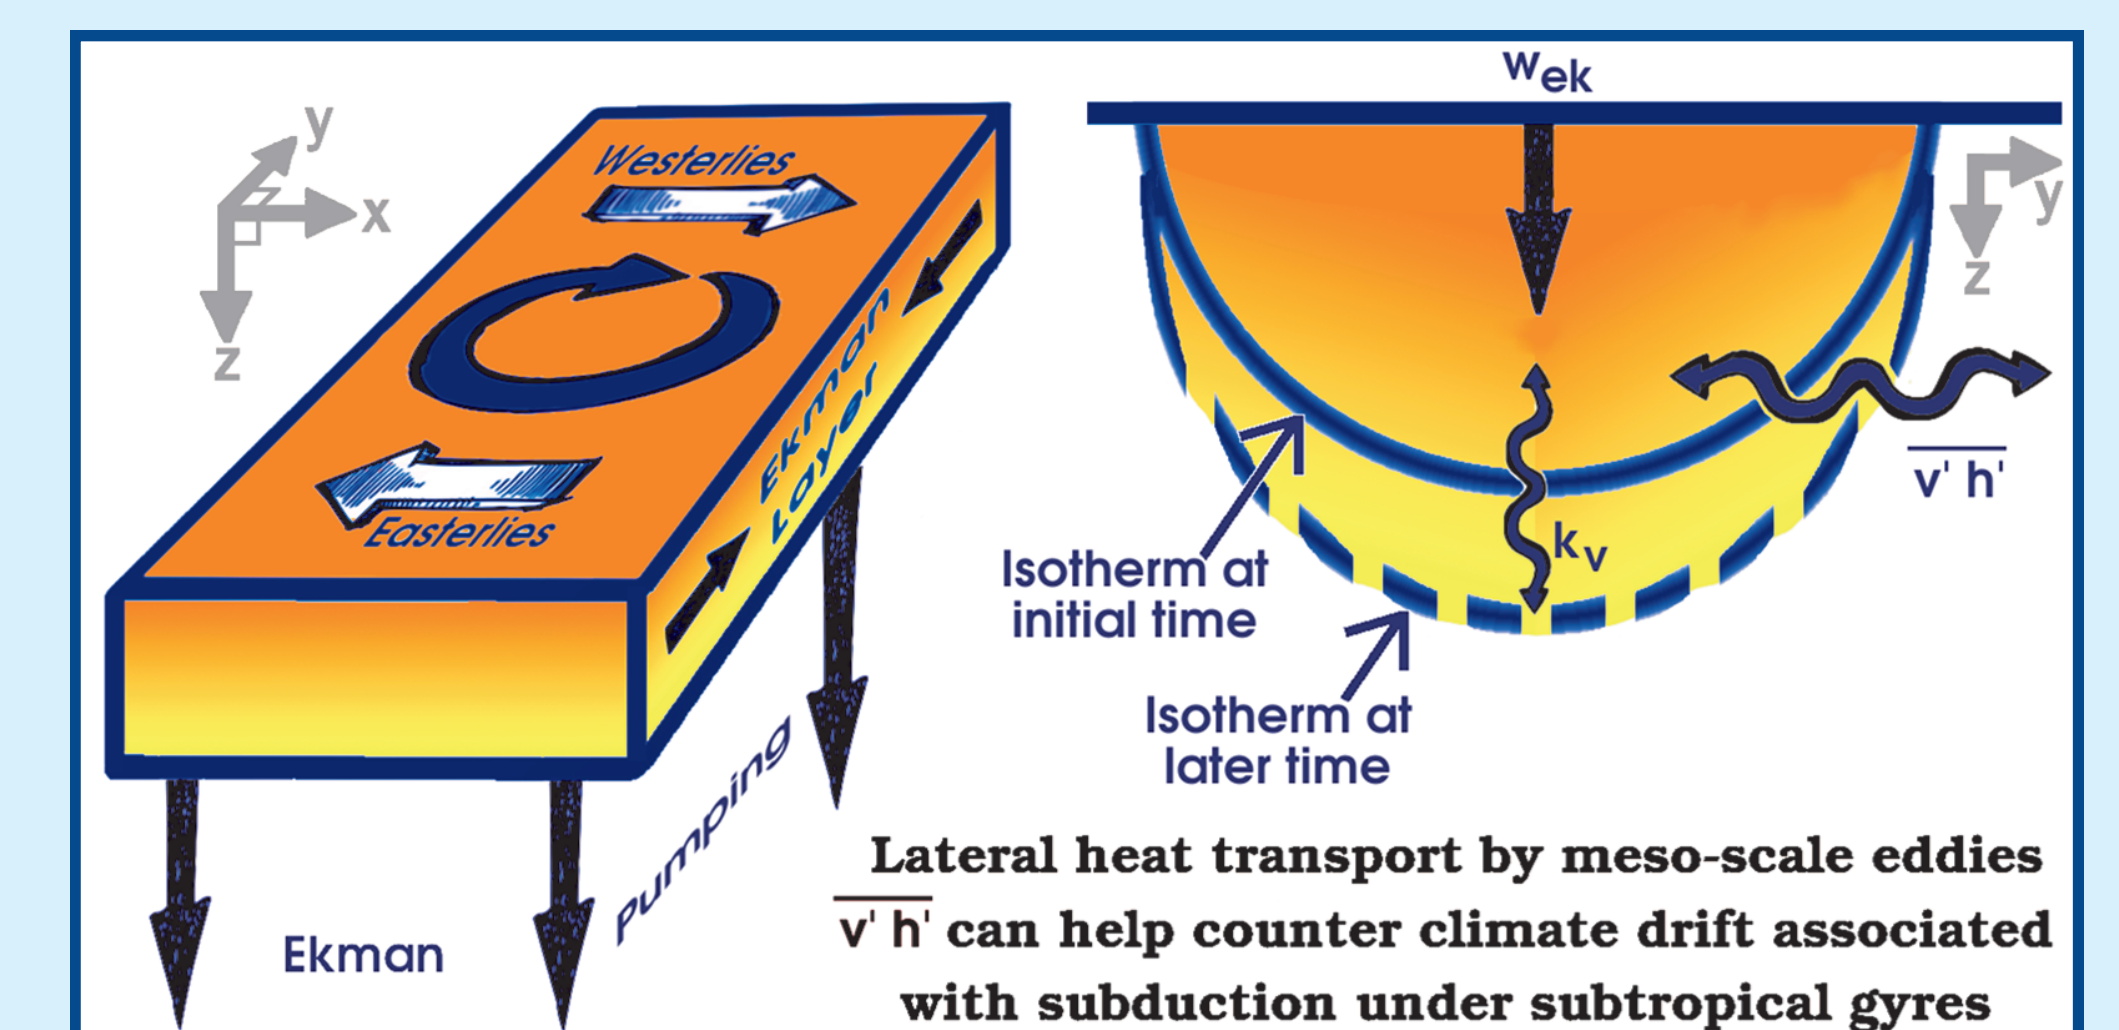 y
x
z
Westerlies
Easterlies
Ekman
Layer
Ekman
Pumping
wek
y
z
v' h'
kv
Isotherm at
initial time
Isotherm at
later time
Lateral heat transport by meso-scale eddies
v' h' can help counter climate drift associated
with subduction under subtropical gyres